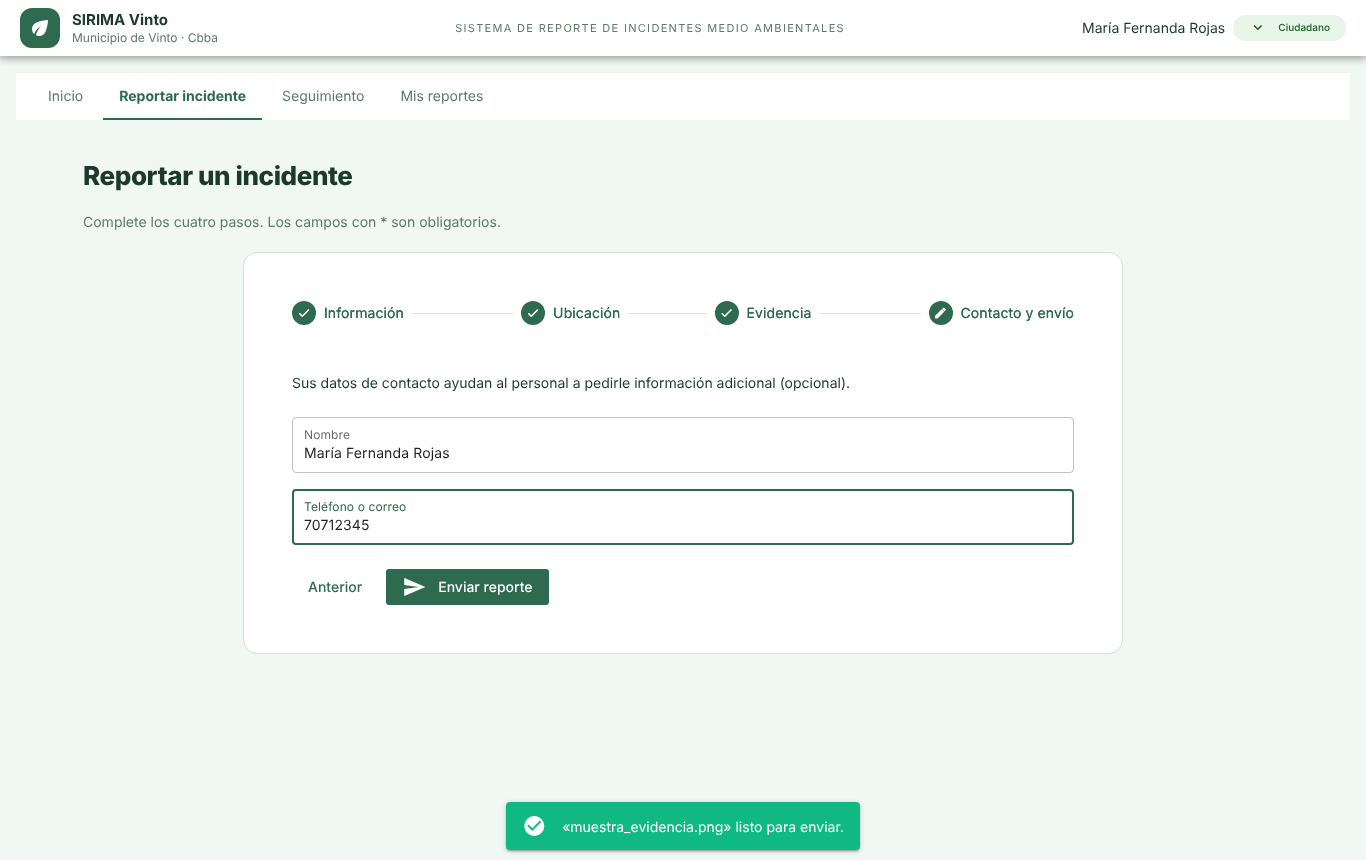 SIRIMA Vinto
Municipio de Vinto · Cbba
SISTEMA DE REPORTE DE INCIDENTES MEDIO AMBIENTALES
María Fernanda Rojas
Ciudadano
Inicio
Reportar incidente
Seguimiento
Mis reportes
Reportar un incidente
Complete los cuatro pasos. Los campos con * son obligatorios.
Información
Ubicación
Evidencia
Contacto y envío
Sus datos de contacto ayudan al personal a pedirle información adicional (opcional).
Nombre
María Fernanda Rojas
Teléfono o correo
70712345
Anterior
Enviar reporte
«muestra_evidencia.png» listo para enviar.